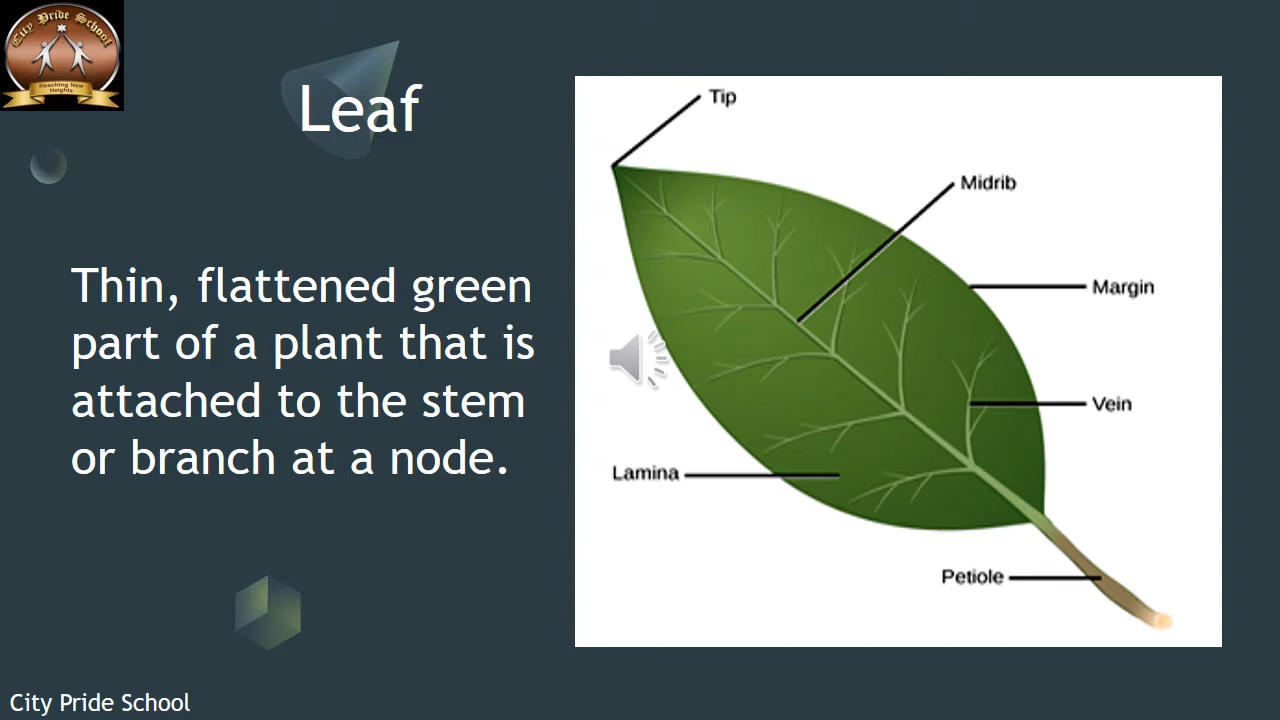 City Pride School
Reaching New
Heights
Leaf
Thin, flattened green
part of a plant that is
attached to the stem
or branch at a node.
Tip
Midrib
Margin
Vein
Lamina
Petiole
City Pride School